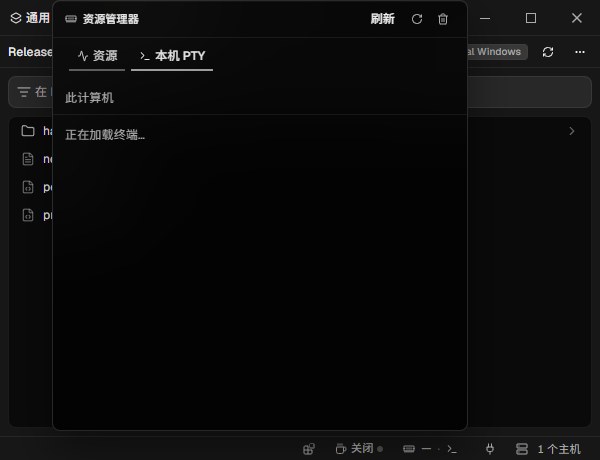 通用
资源管理器
刷新
Release
al Windows
资源
本机 PTY
在
此计算机
正在加载终端…
关闭
1 个主机